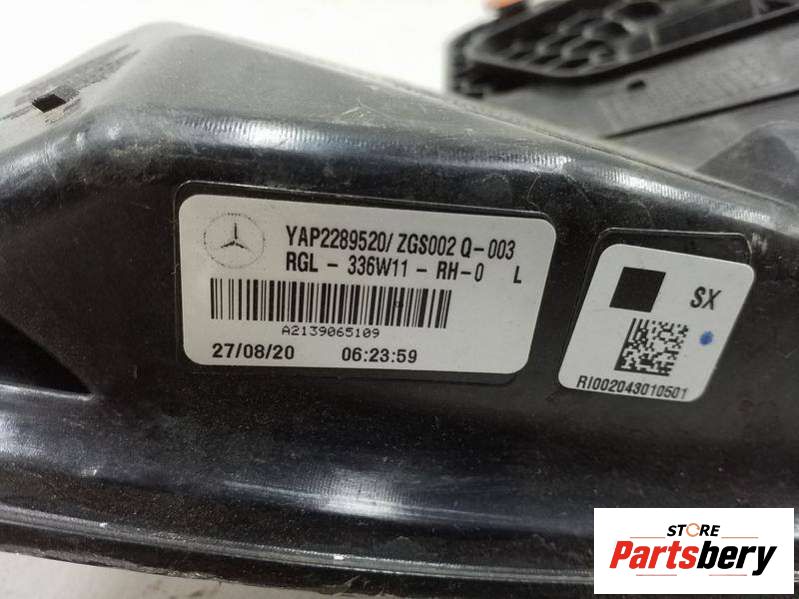 YAP2289520/ ZGS002 Q-003
RGL - 336W11 - RH-0 L
A2139065109
27/08/20 06:23:59
SX
RI002043010501
STORE
Partsbery